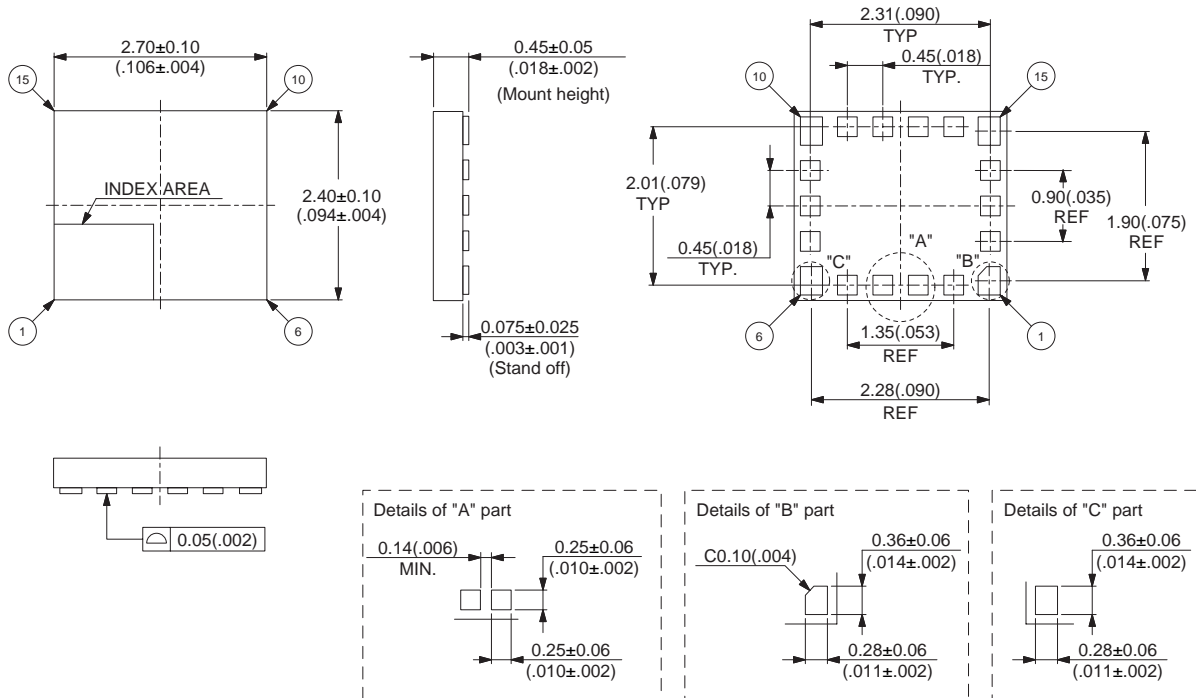 2.70±0.10
(.106±.004)
15
10
INDEX AREA
2.40±0.10
(.094±.004)
1
6
0.45±0.05
(.018±.002)
(Mount height)
0.075±0.025
(.003±.001)
(Stand off)
2.31(.090)
TYP
0.45(.018)
TYP.
10
15
2.01(.079)
TYP
0.45(.018)
TYP.
"C"
"A"
"B"
0.90(.035)
REF
1.90(.075)
REF
6
1
1.35(.053)
REF
2.28(.090)
REF
0.05(.002)
Details of "A" part
0.14(.006)
MIN.
0.25±0.06
(.010±.002)
0.25±0.06
(.010±.002)
Details of "B" part
C0.10(.004)
0.36±0.06
(.014±.002)
0.28±0.06
(.011±.002)
Details of "C" part
0.36±0.06
(.014±.002)
0.28±0.06
(.011±.002)